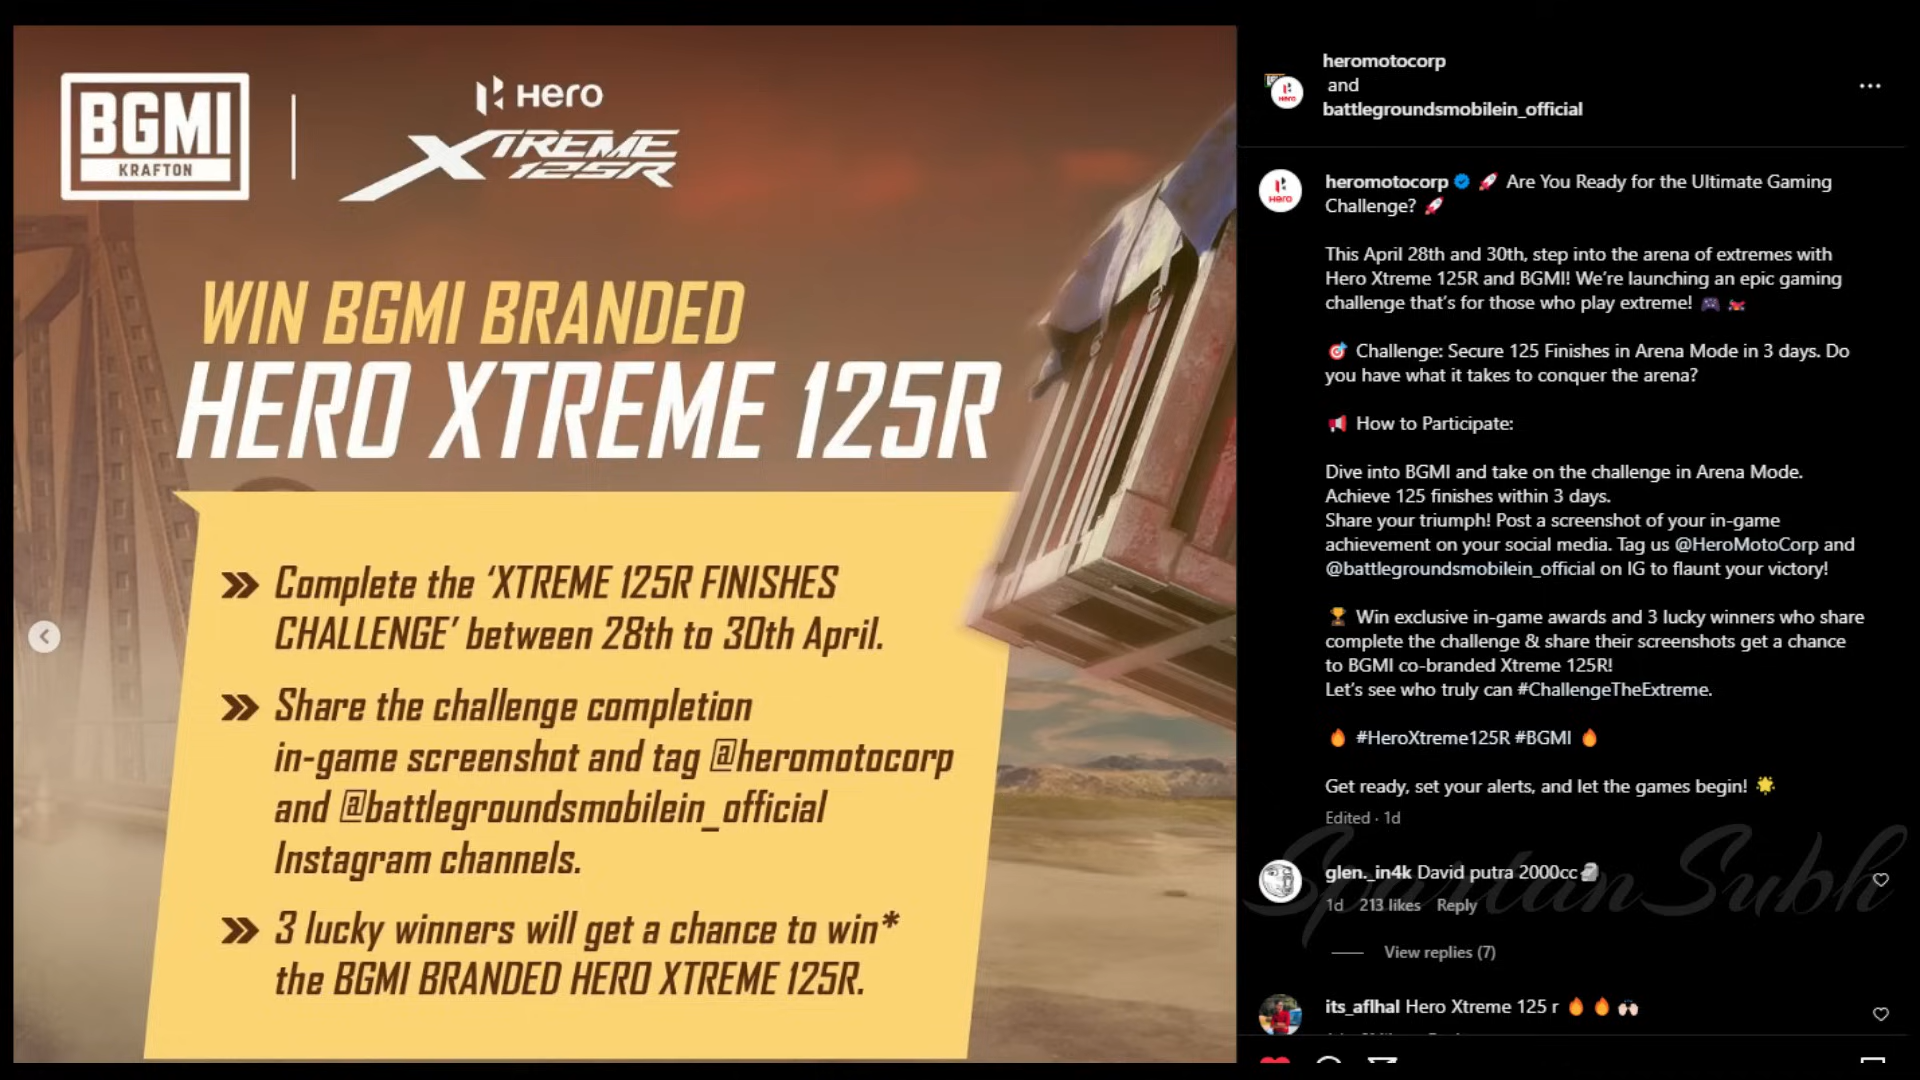 BGMI
KRAFTON
Hero
XTREME
125R
WIN BGMI BRANDED
HERO XTREME 125R
Complete the ‘XTREME 125R FINISHES
CHALLENGE’ between 28th to 30th April.
Share the challenge completion
in-game screenshot and tag @heromotocorp
and @battlegroundsmobilein_official
Instagram channels.
3 lucky winners will get a chance to win*
the BGMI BRANDED HERO XTREME 125R.
heromotocorp
and
battlegroundsmobilein_official
Hero
heromotocorp 🚀 Are You Ready for the Ultimate Gaming
Challenge? 🚀
This April 28th and 30th, step into the arena of extremes with
Hero Xtreme 125R and BGMI! We’re launching an epic gaming
challenge that’s for those who play extreme! 🎮 🏍
🎯 Challenge: Secure 125 Finishes in Arena Mode in 3 days. Do
you have what it takes to conquer the arena?
📢 How to Participate:
Dive into BGMI and take on the challenge in Arena Mode.
Achieve 125 finishes within 3 days.
Share your triumph! Post a screenshot of your in-game
achievement on your social media. Tag us @HeroMotoCorp and
@battlegroundsmobilein_official on IG to flaunt your victory!
🏆 Win exclusive in-game awards and 3 lucky winners who share
complete the challenge & share their screenshots get a chance
to BGMI co-branded Xtreme 125R!
Let’s see who truly can #ChallengeTheExtreme.
🔥 #HeroXtreme125R #BGMI 🔥
Get ready, set your alerts, and let the games begin! 🌟
Edited · 1d
Hero
glen._in4k David putra 2000cc🗿
1d 213 likes Reply
View replies (7)
Spartan Subh
its_aflhal Hero Xtreme 125 r 🔥 🔥 🙌🏻